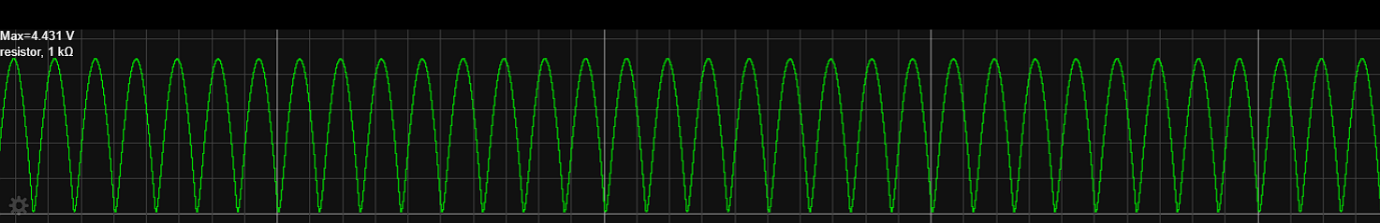 Max=4.431 V
resistor, 1 kΩ